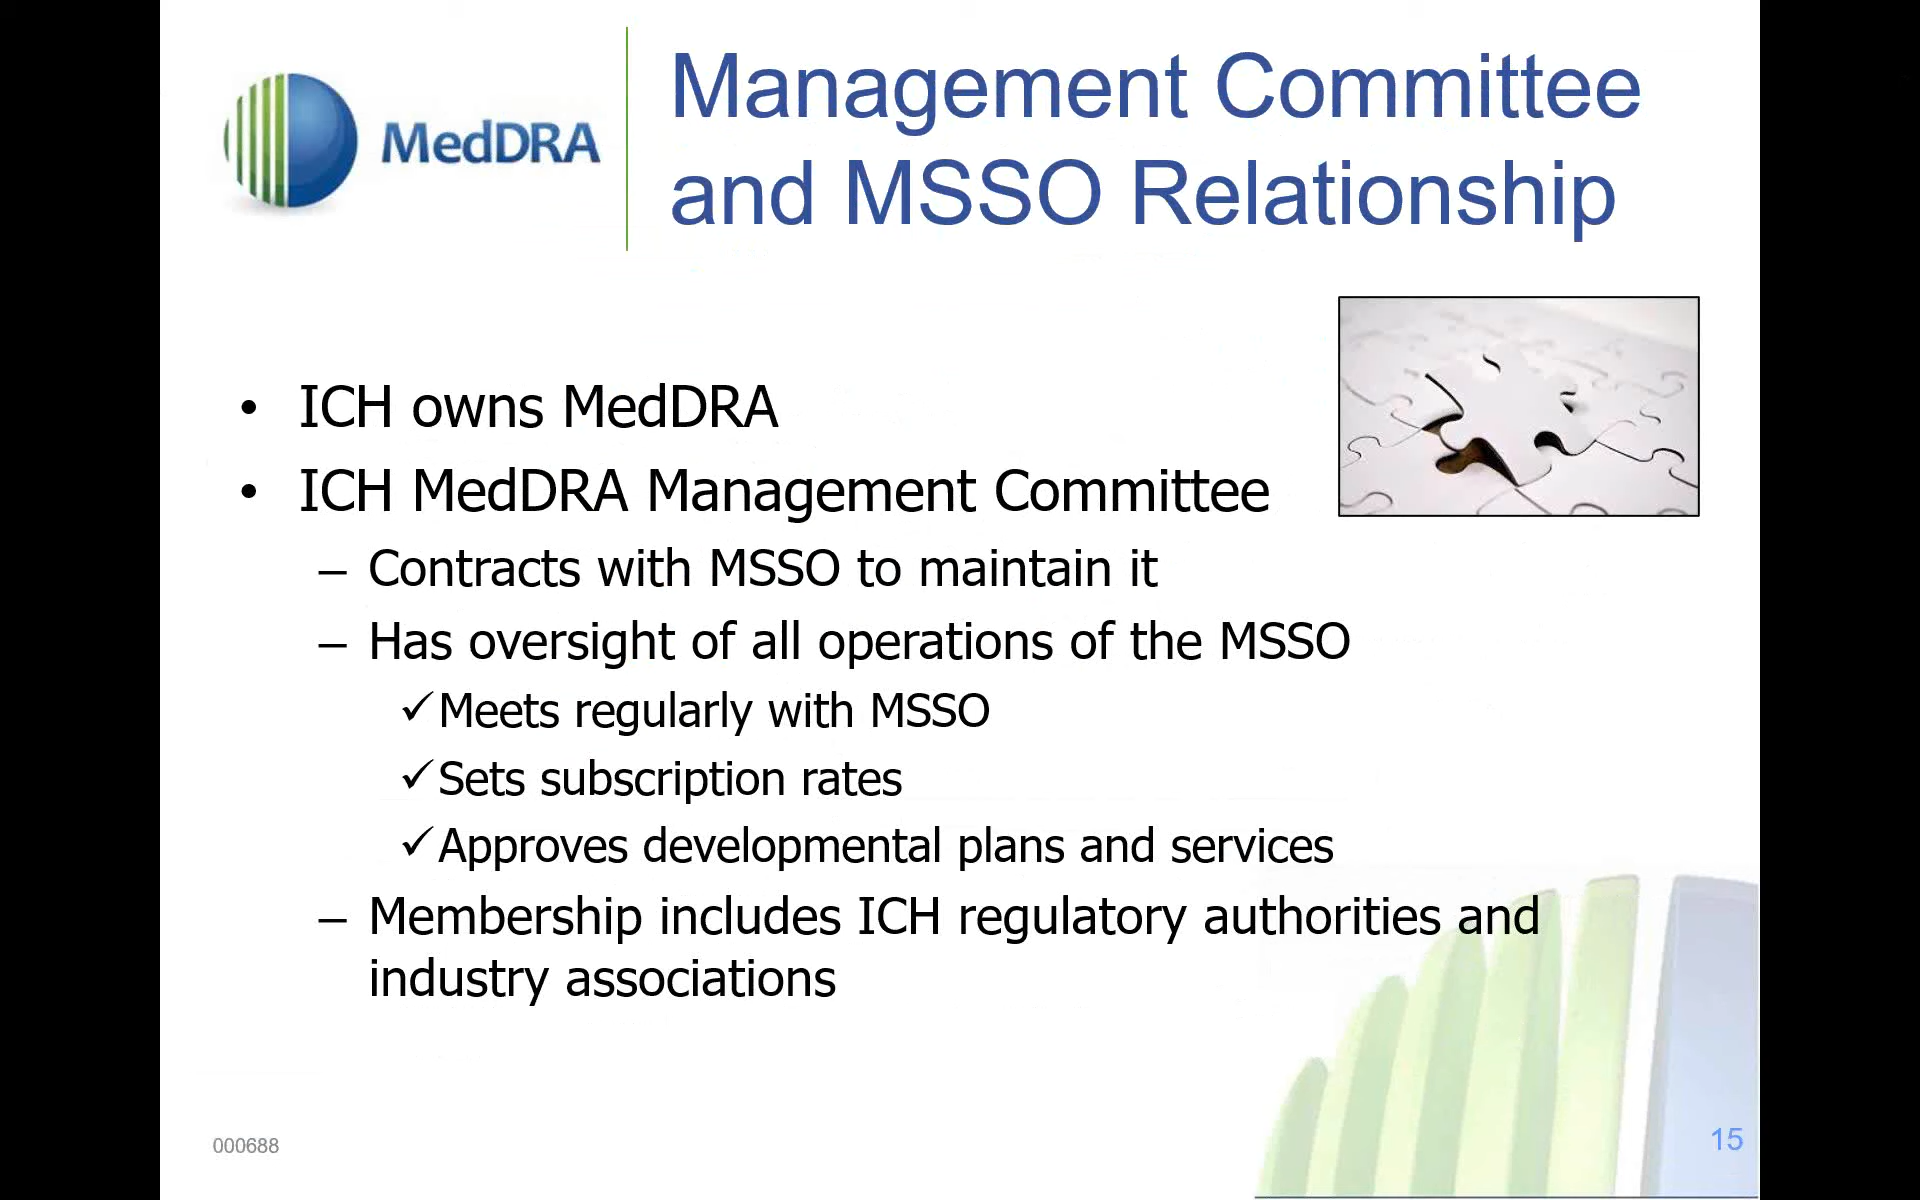 MedDRA
Management Committee
and MSSO Relationship
• ICH owns MedDRA
• ICH MedDRA Management Committee
– Contracts with MSSO to maintain it
– Has oversight of all operations of the MSSO
✓Meets regularly with MSSO
✓Sets subscription rates
✓Approves developmental plans and services
– Membership includes ICH regulatory authorities and
industry associations
000688
15